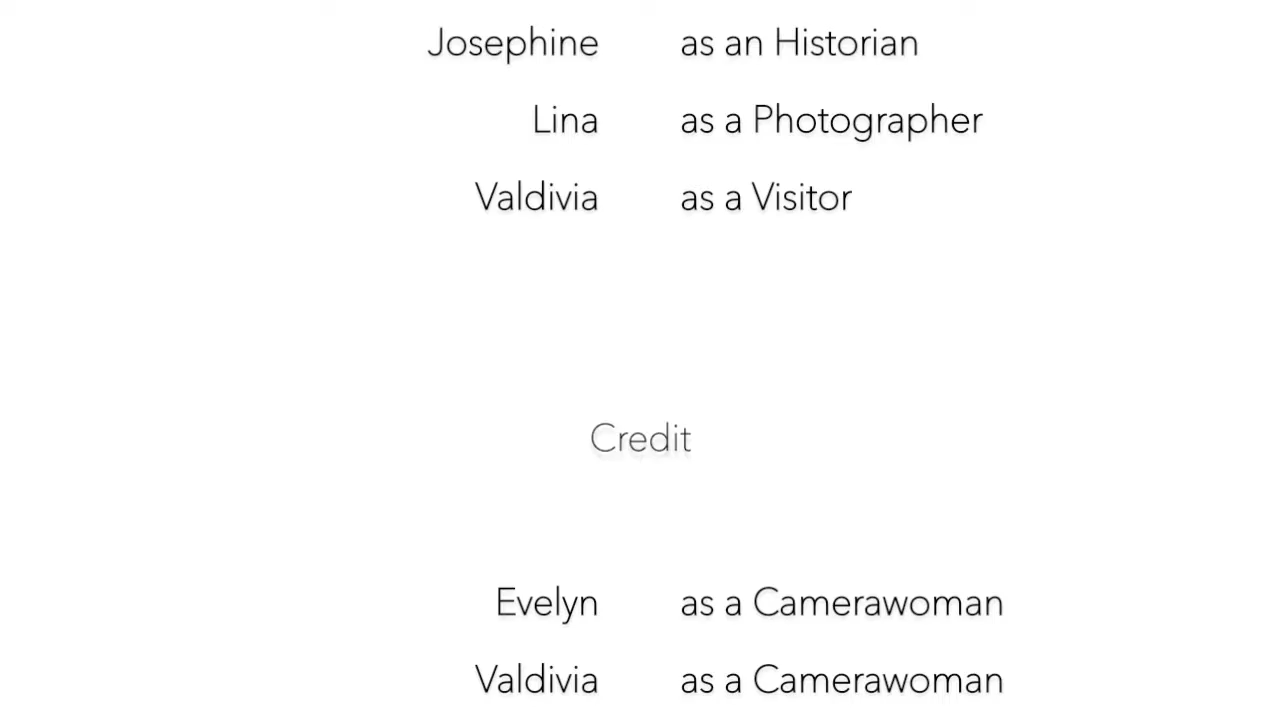 Josephine as an Historian
Lina as a Photographer
Valdivia as a Visitor
Credit
Evelyn as a Camerawoman
Valdivia as a Camerawoman